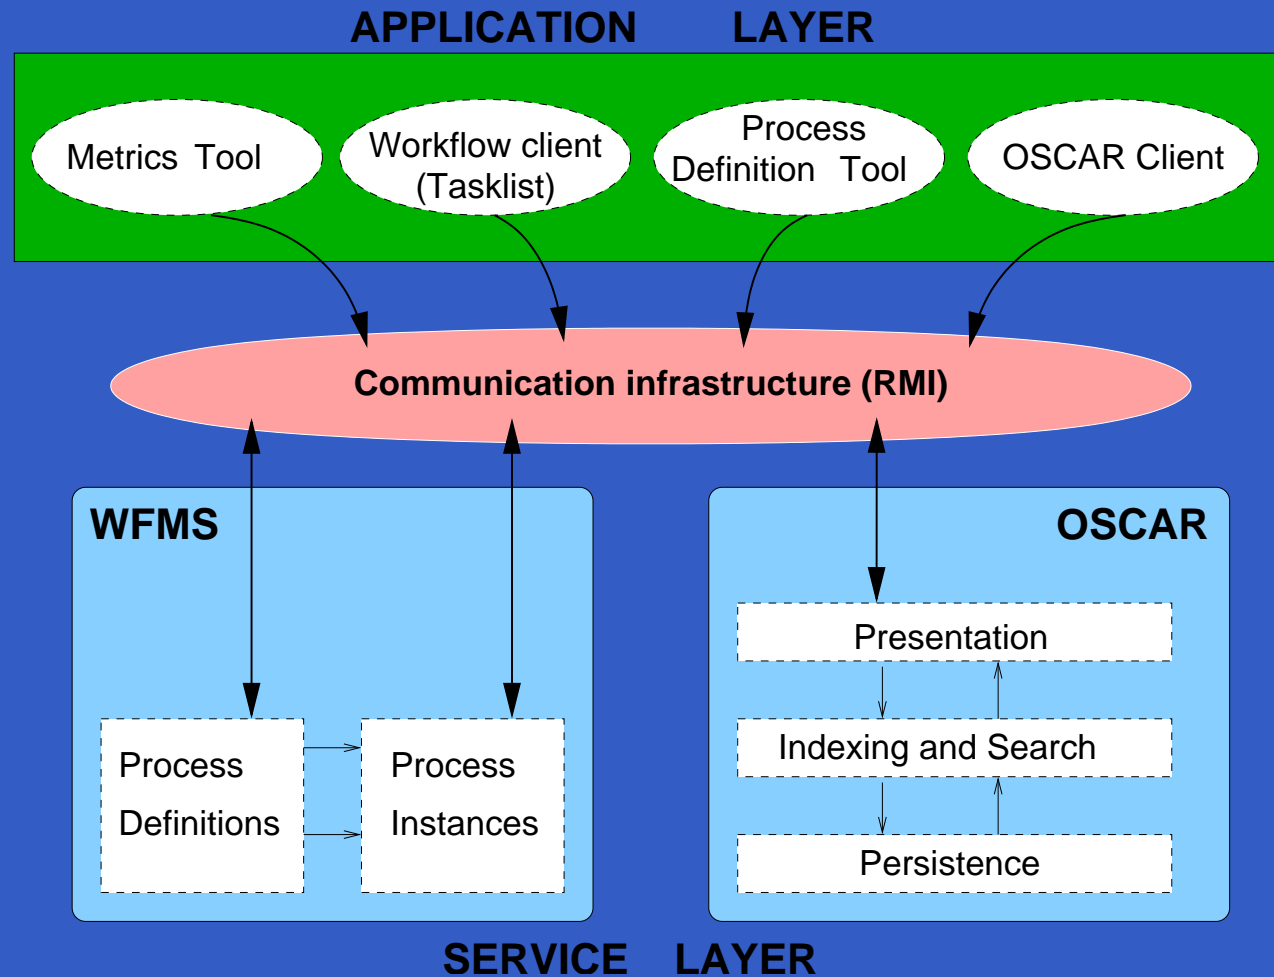 APPLICATION LAYER
Metrics Tool
Workflow client
(Tasklist)
Process
Definition Tool
OSCAR Client
Communication infrastructure (RMI)
WFMS
OSCAR
Process
Definitions
Process
Instances
Presentation
Indexing and Search
Persistence
SERVICE LAYER